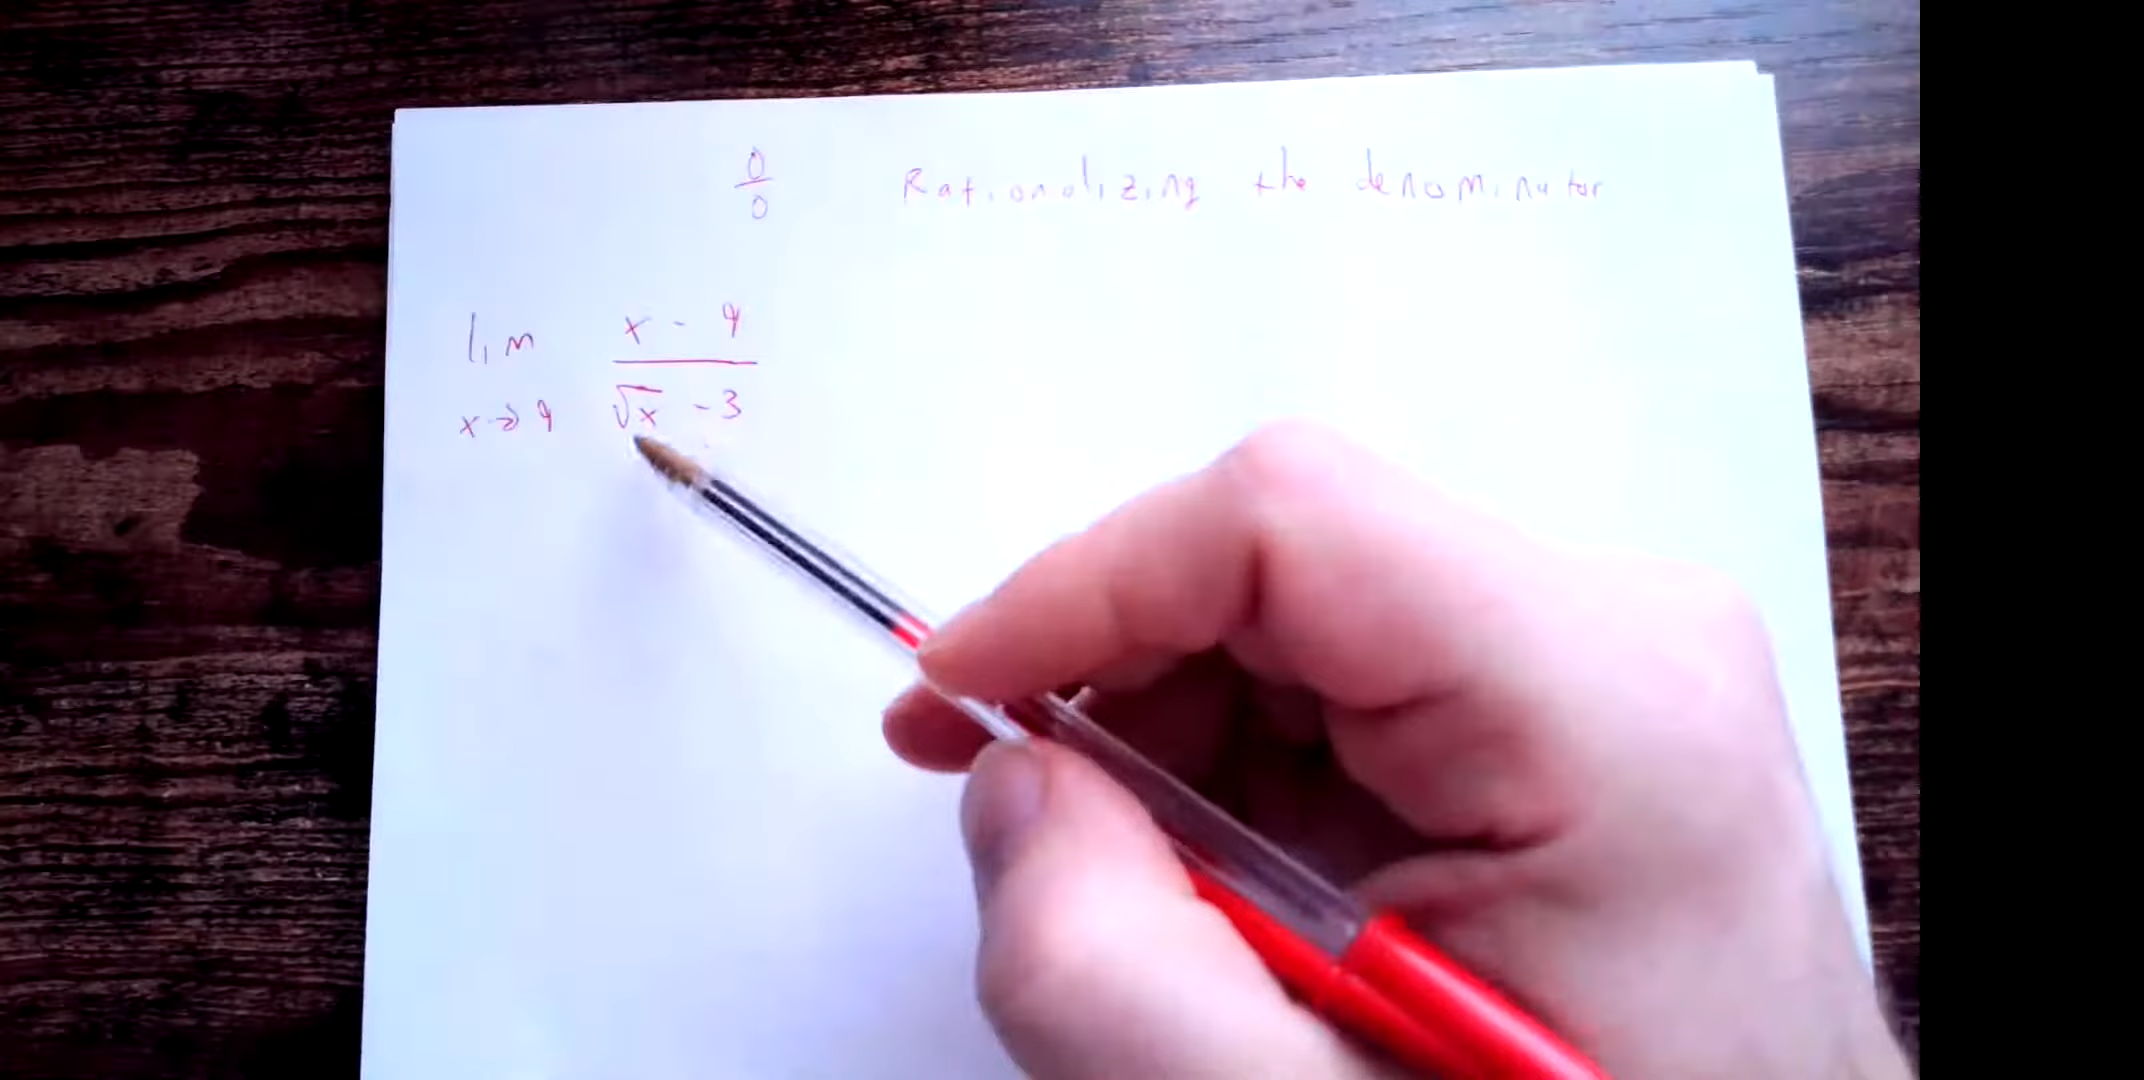 0/0 Rationalizing the denominator
lim x - 9
x → 9 √x - 3